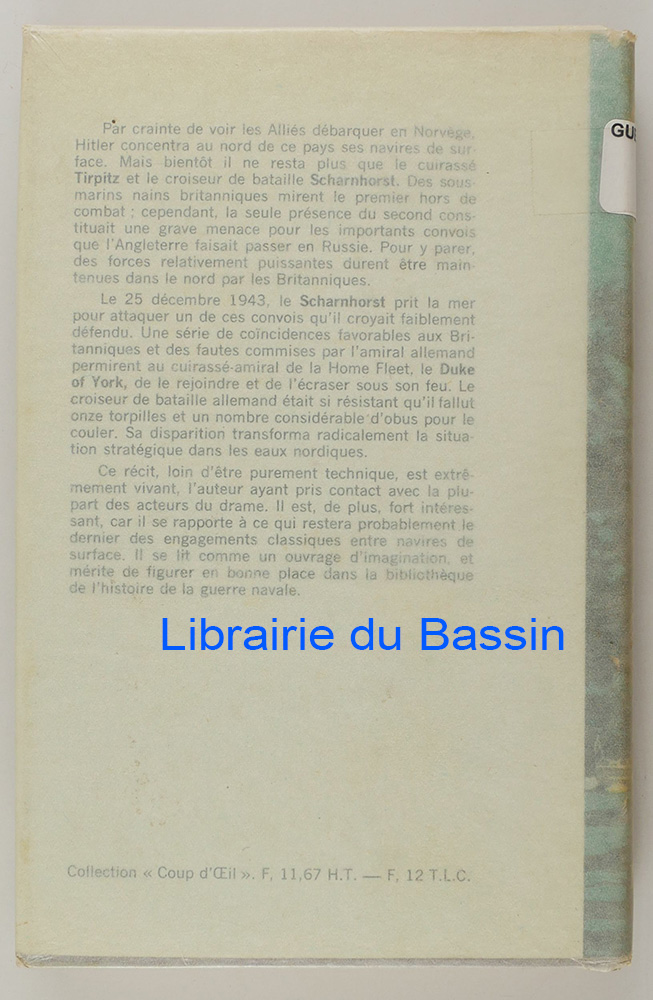 Par crainte de voir les Alliés débarquer en Norvège,
Hitler concentra au nord de ce pays ses navires de sur-
face. Mais bientôt il ne resta plus que le cuirassé
Tirpitz et le croiseur de bataille Scharnhorst. Des sous-
marins nains britanniques mirent le premier hors de
combat ; cependant, la seule présence du second cons-
tituait une grave menace pour les importants convois
que l'Angleterre faisait passer en Russie. Pour y parer,
des forces relativement puissantes durent être main-
tenues dans le nord par les Britanniques.
Le 25 décembre 1943, le Scharnhorst prit la mer
pour attaquer un de ces convois qu'il croyait faiblement
défendu. Une série de coïncidences favorables aux Bri-
tanniques et des fautes commises par l'amiral allemand
permirent au cuirassé-amiral de la Home Fleet, le Duke
of York, de le rejoindre et de l'écraser sous son feu. Le
croiseur de bataille allemand était si résistant qu'il fallut
onze torpilles et un nombre considérable d'obus pour le
couler. Sa disparition transforma radicalement la situa-
tion stratégique dans les eaux nordiques.
Ce récit, loin d'être purement technique, est extrê-
mement vivant, l'auteur ayant pris contact avec la plu-
part des acteurs du drame. Il est, de plus, fort intéres-
sant, car il se rapporte à ce qui restera probablement le
dernier des engagements classiques entre navires de
surface. Il se lit comme un ouvrage d'imagination, et
mérite de figurer en bonne place dans la bibliothèque
de l'histoire de la guerre navale.
Librairie du Bassin
Collection « Coup d'Œil ». F, 11,67 H.T. — F, 12 T.L.C.